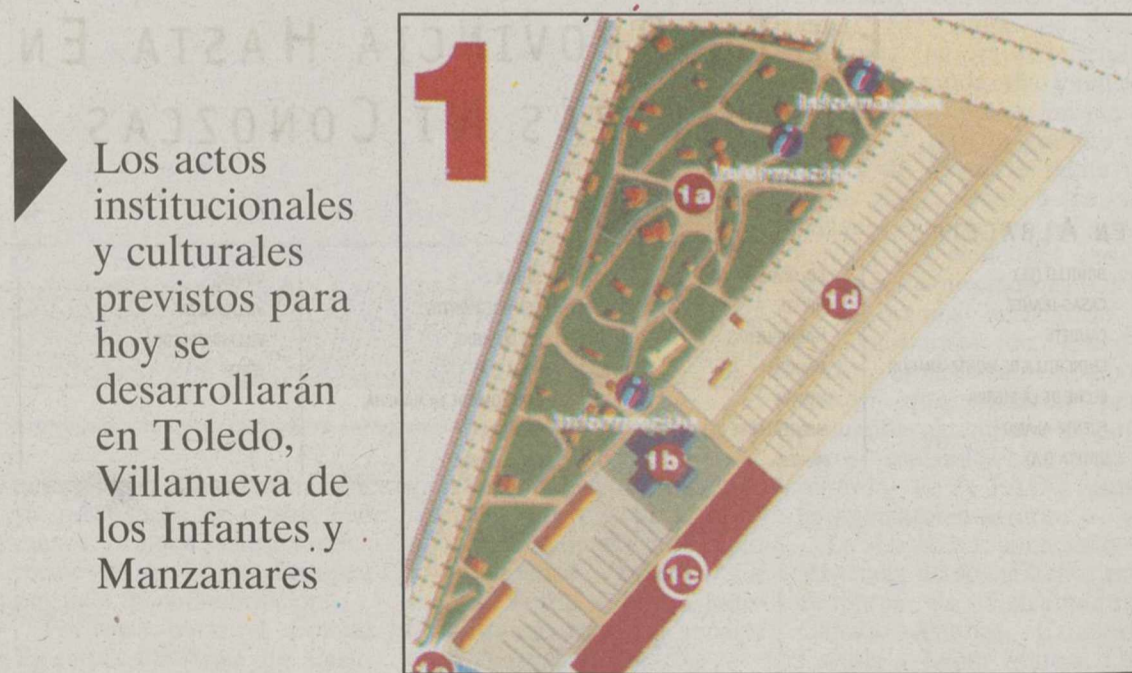 Los actos
institucionales
y culturales
previstos para
hoy se
desarrollarán
en Toledo,
Villanueva de
los Infantes y
Manzanares
1
Información
Información
1a
1d
Información
1b
1c